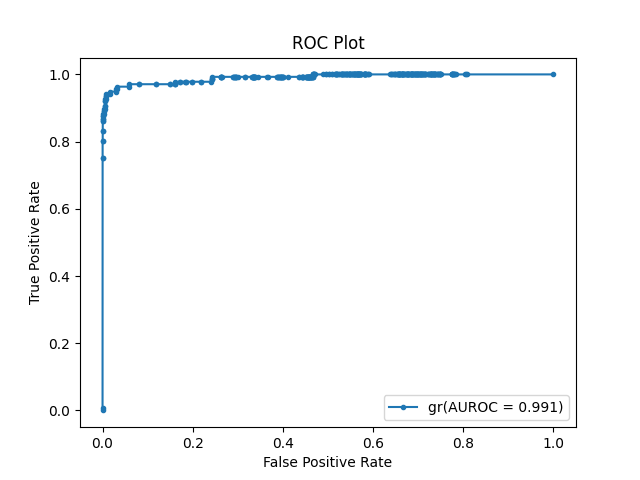 ROC Plot
1.0
0.8
0.6
0.4
0.2
0.0
True Positive Rate
gr(AUROC = 0.991)
0.0 0.2 0.4 0.6 0.8 1.0
False Positive Rate